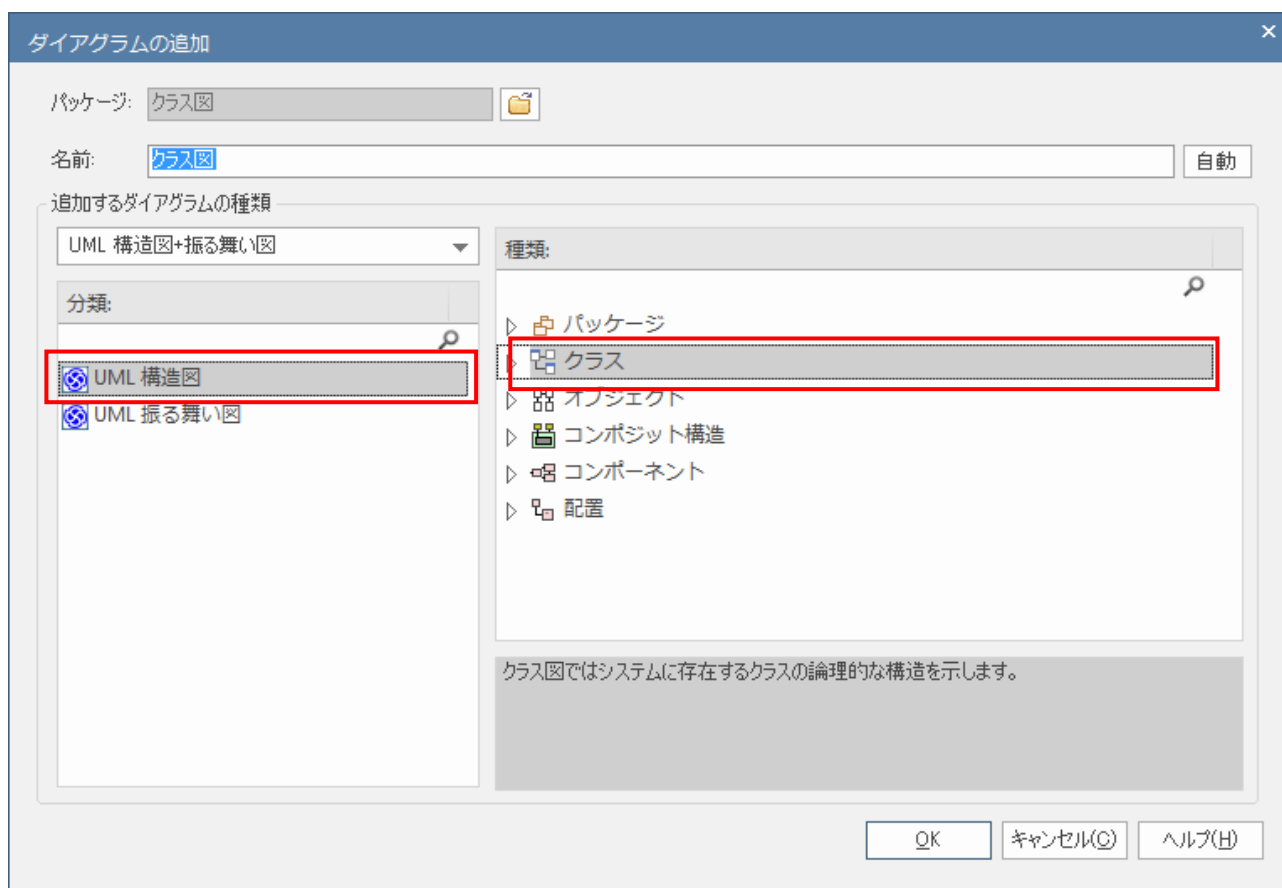 ダイアグラムの追加
パッケージ: クラス図
名前: クラス図 自動
追加するダイアグラムの種類
UML 構造図+振る舞い図
種類:
分類:
パッケージ
クラス
UML 構造図
オブジェクト
UML 振る舞い図
コンポジット構造
コンポーネント
配置
クラス図ではシステムに存在するクラスの論理的な構造を示します。
OK キャンセル(C) ヘルプ(H)